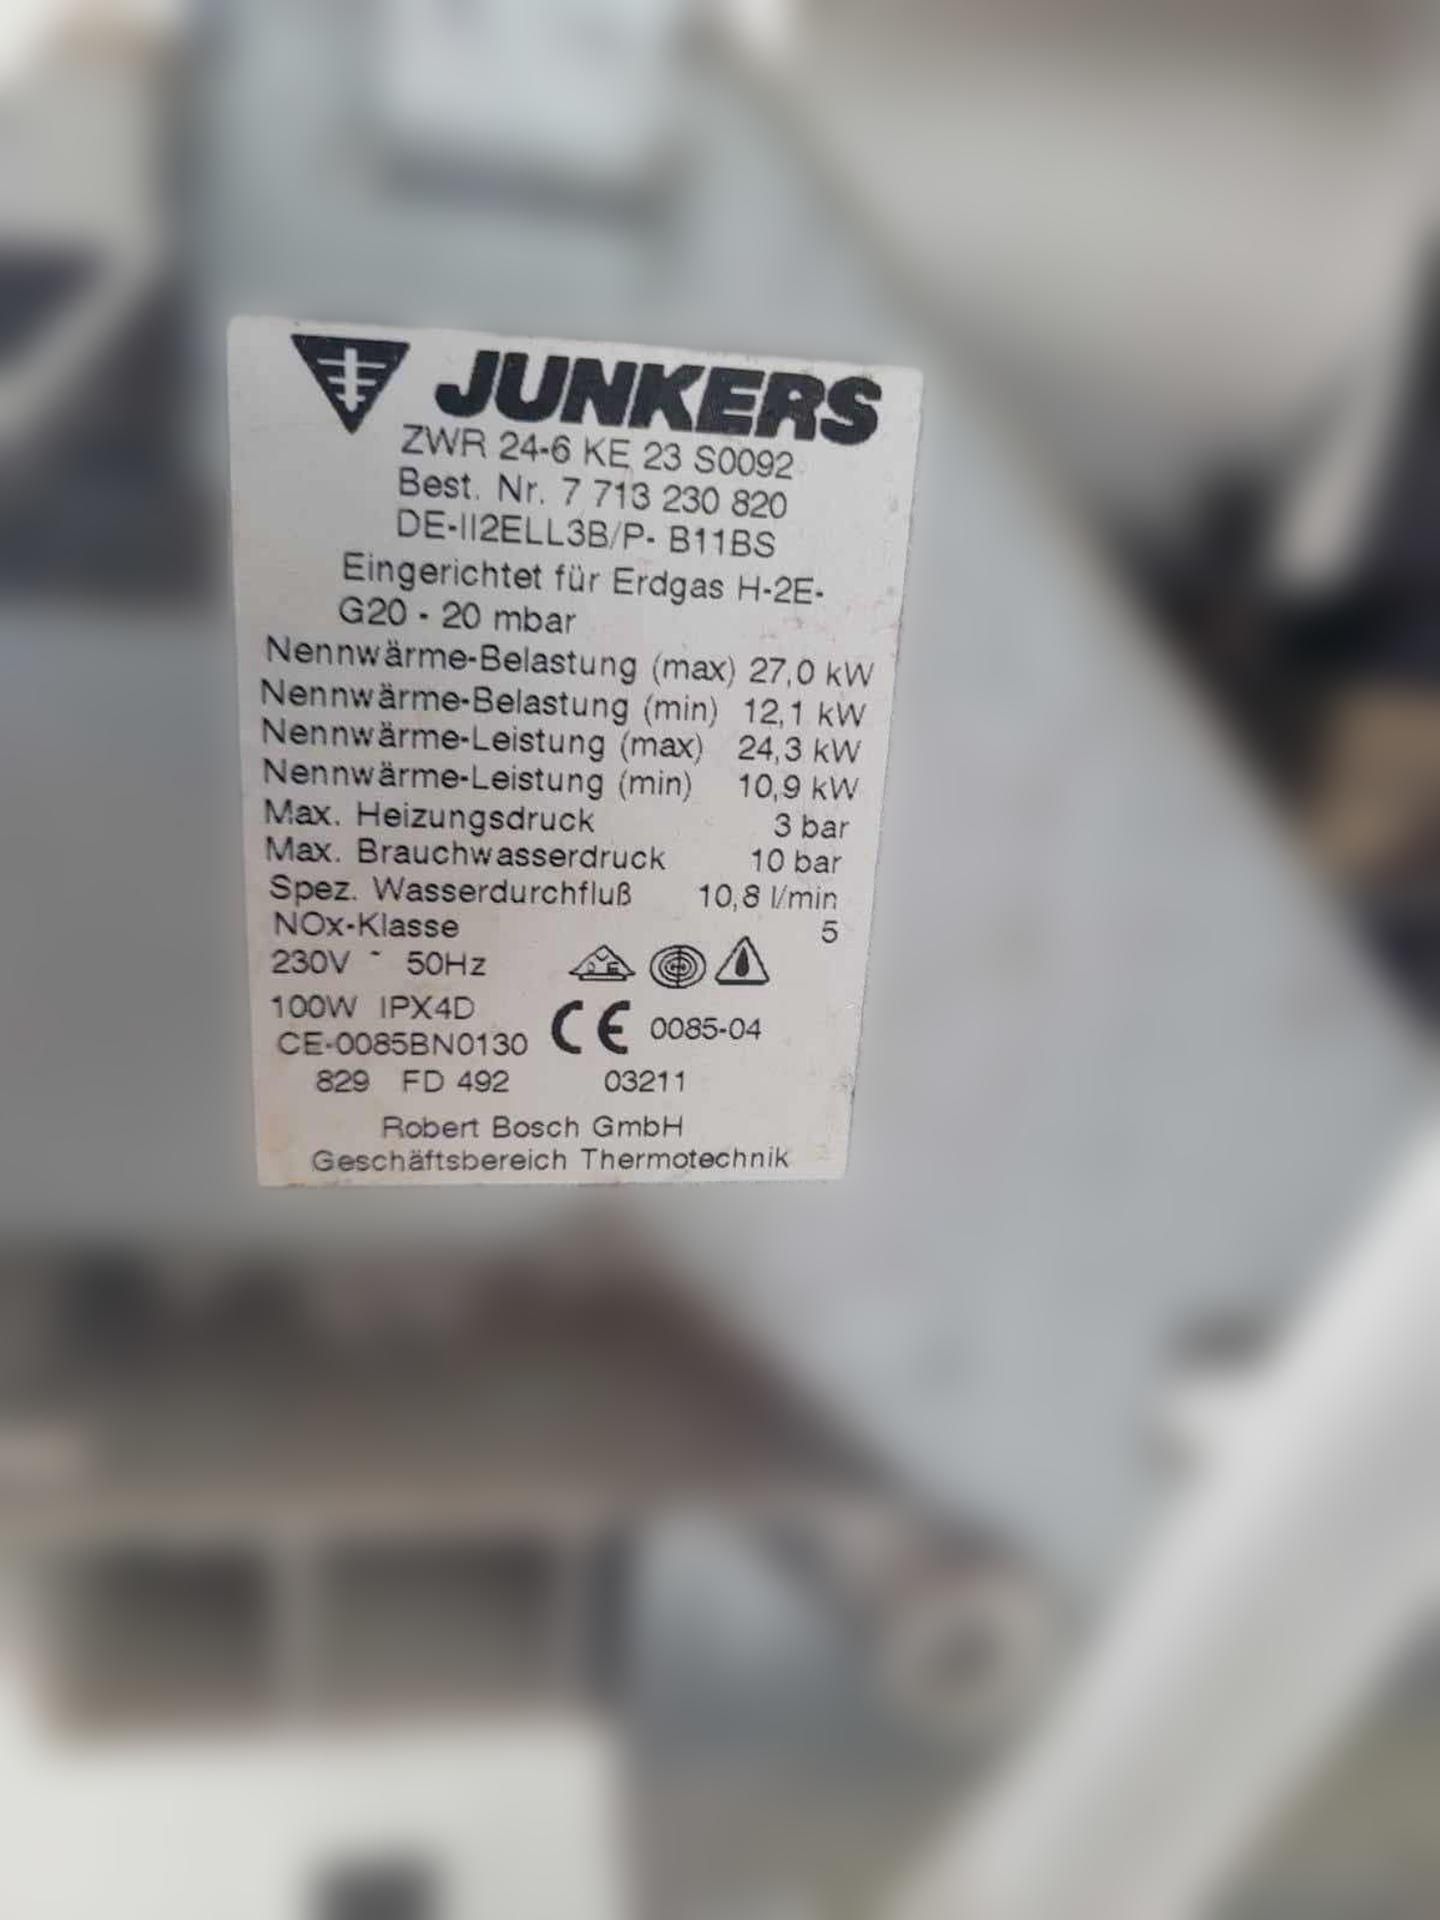 JUNKERS
ZWR 24-6 KE 23 S0092
Best. Nr. 7 713 230 820
DE-II2ELL3B/P- B11BS
Eingerichtet für Erdgas H-2E-
G20 - 20 mbar
Nennwärme-Belastung (max) 27,0 kW
Nennwärme-Belastung (min) 12,1 kW
Nennwärme-Leistung (max) 24,3 kW
Nennwärme-Leistung (min) 10,9 kW
Max. Heizungsdruck 3 bar
Max. Brauchwasserdruck 10 bar
Spez. Wasserdurchfluß 10,8 l/min
NOx-Klasse 5
230V ~ 50Hz
100W IPX4D
CE-0085BN0130 CE 0085-04
829 FD 492 03211
Robert Bosch GmbH
Geschäftsbereich Thermotechnik